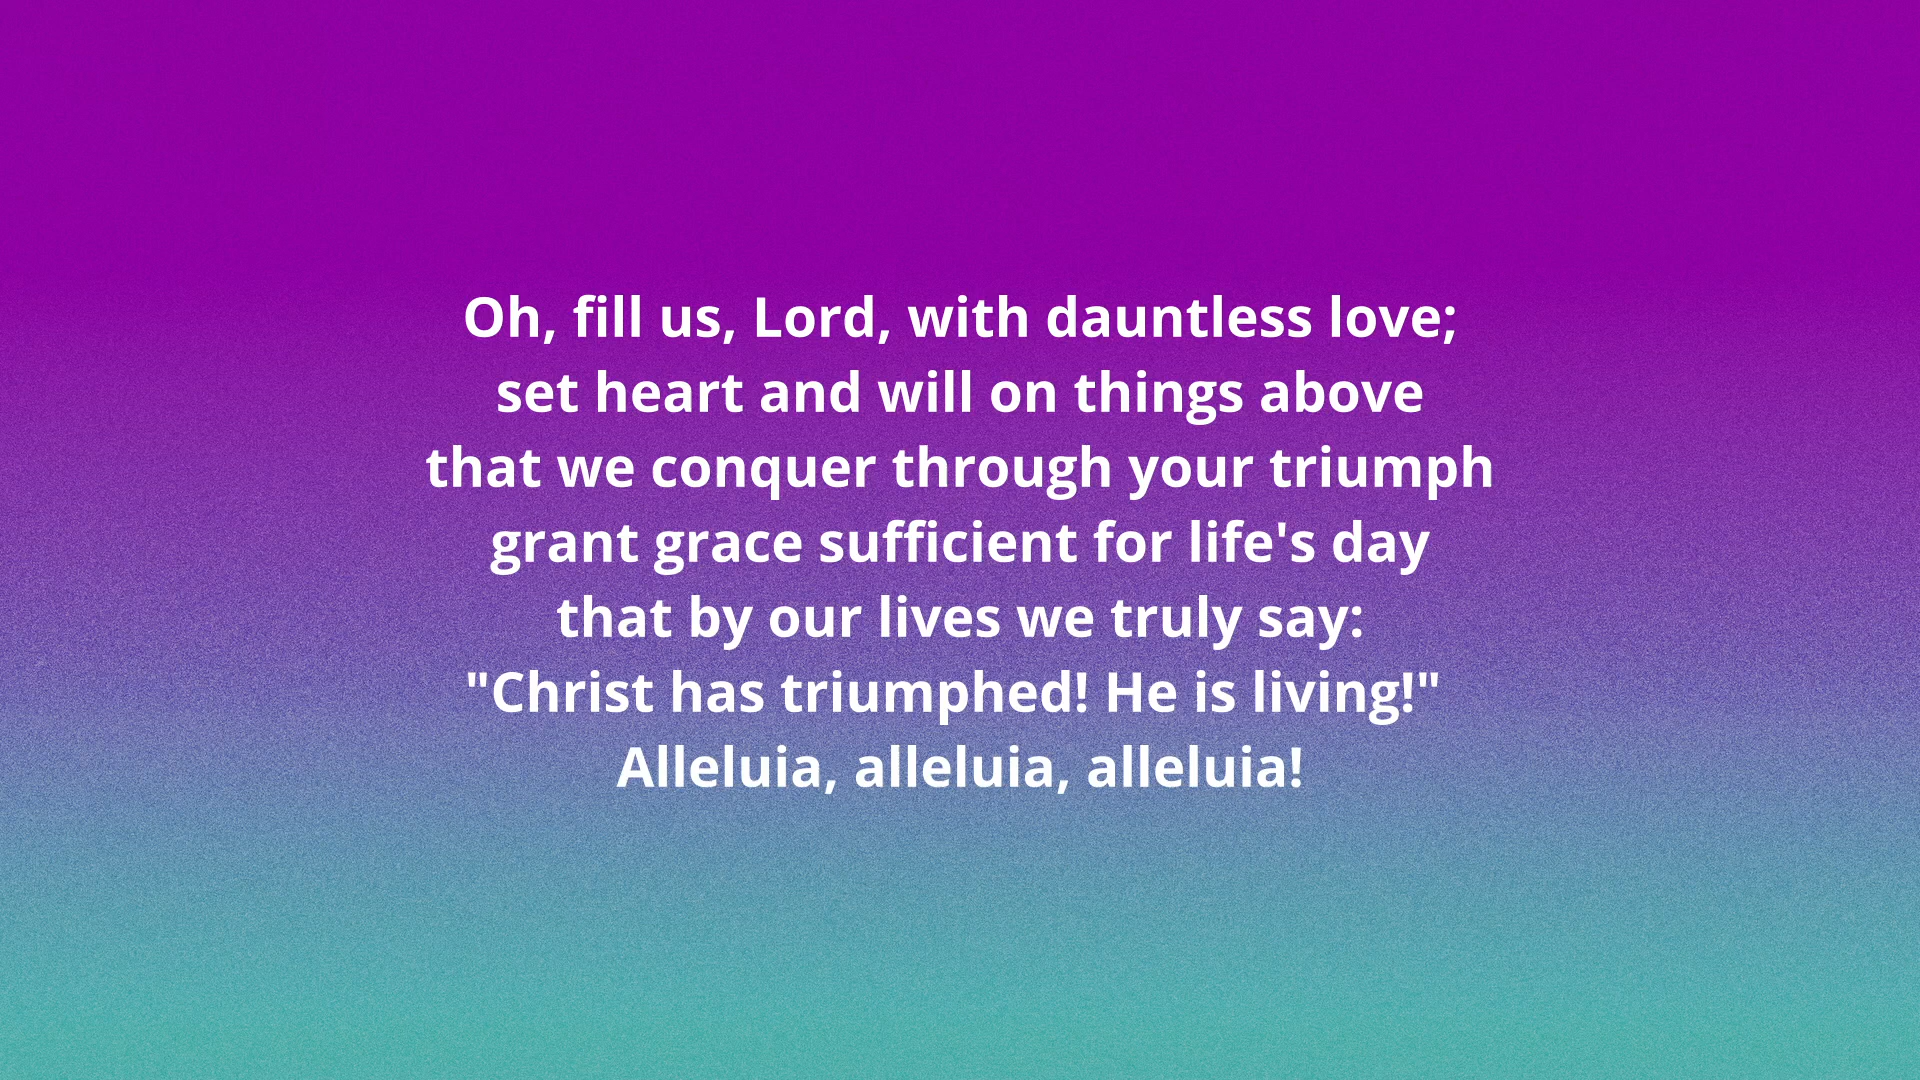 Oh, fill us, Lord, with dauntless love;
set heart and will on things above
that we conquer through your triumph
grant grace sufficient for life's day
that by our lives we truly say:
"Christ has triumphed! He is living!"
Alleluia, alleluia, alleluia!